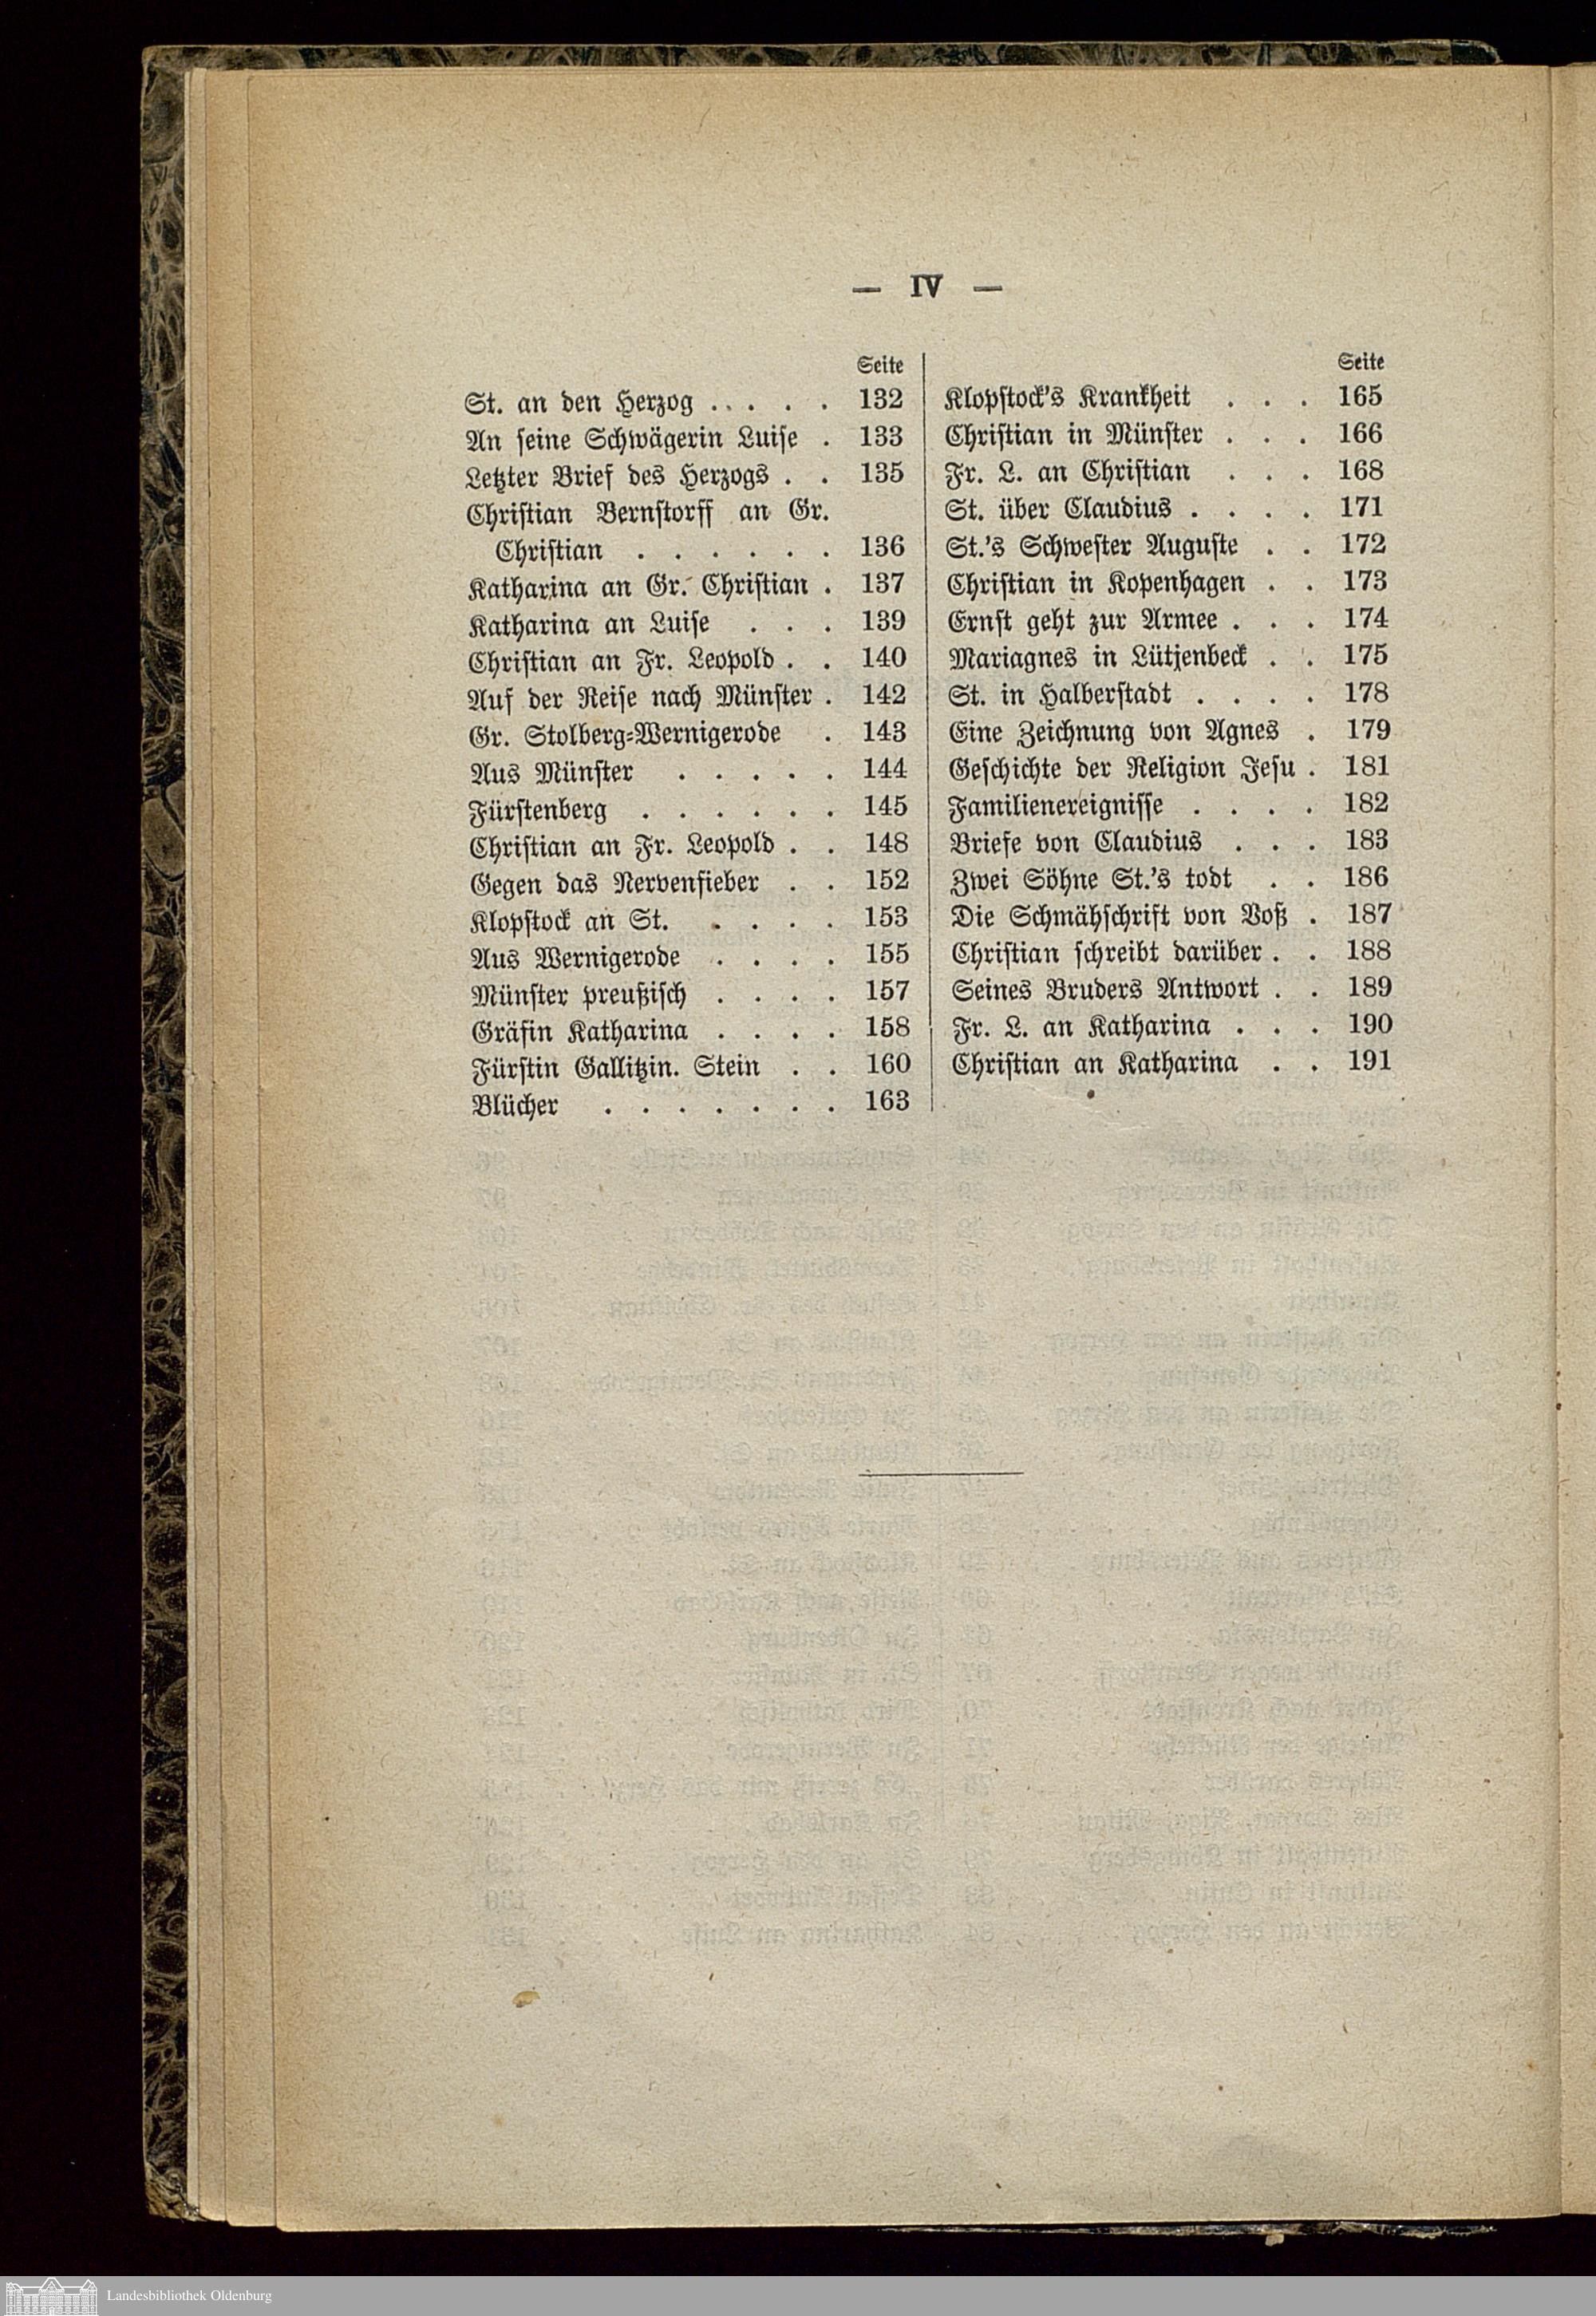 — IV —
Seite
St. an den Herzog . . . . . 132
An seine Schwägerin Luise . 133
Letzter Brief des Herzogs . . 135
Christian Bernstorff an Gr.
Christian . . . . . . 136
Katharina an Gr. Christian . 137
Katharina an Luise . . . 139
Christian an Fr. Leopold . . 140
Auf der Reise nach Münster . 142
Gr. Stolberg=Wernigerode . 143
Aus Münster . . . . . 144
Fürstenberg . . . . . . 145
Christian an Fr. Leopold . . 148
Gegen das Nervenfieber . . 152
Klopstock an St. . . . . 153
Aus Wernigerode . . . . 155
Münster preußisch . . . . 157
Gräfin Katharina . . . . 158
Fürstin Gallitzin. Stein . . 160
Blücher . . . . . . . 163
Seite
Klopstock's Krankheit . . . 165
Christian in Münster . . . 166
Fr. L. an Christian . . . 168
St. über Claudius . . . . 171
St.'s Schwester Auguste . . 172
Christian in Kopenhagen . . 173
Ernst geht zur Armee . . . 174
Mariagnes in Lütjenbeck . . 175
St. in Halberstadt . . . . 178
Eine Zeichnung von Agnes . 179
Geschichte der Religion Jesu . 181
Familienereignisse . . . . 182
Briefe von Claudius . . . 183
Zwei Söhne St.'s todt . . 186
Die Schmähschrift von Voß . 187
Christian schreibt darüber . . 188
Seines Bruders Antwort . . 189
Fr. L. an Katharina . . . 190
Christian an Katharina . . 191
Landesbibliothek Oldenburg